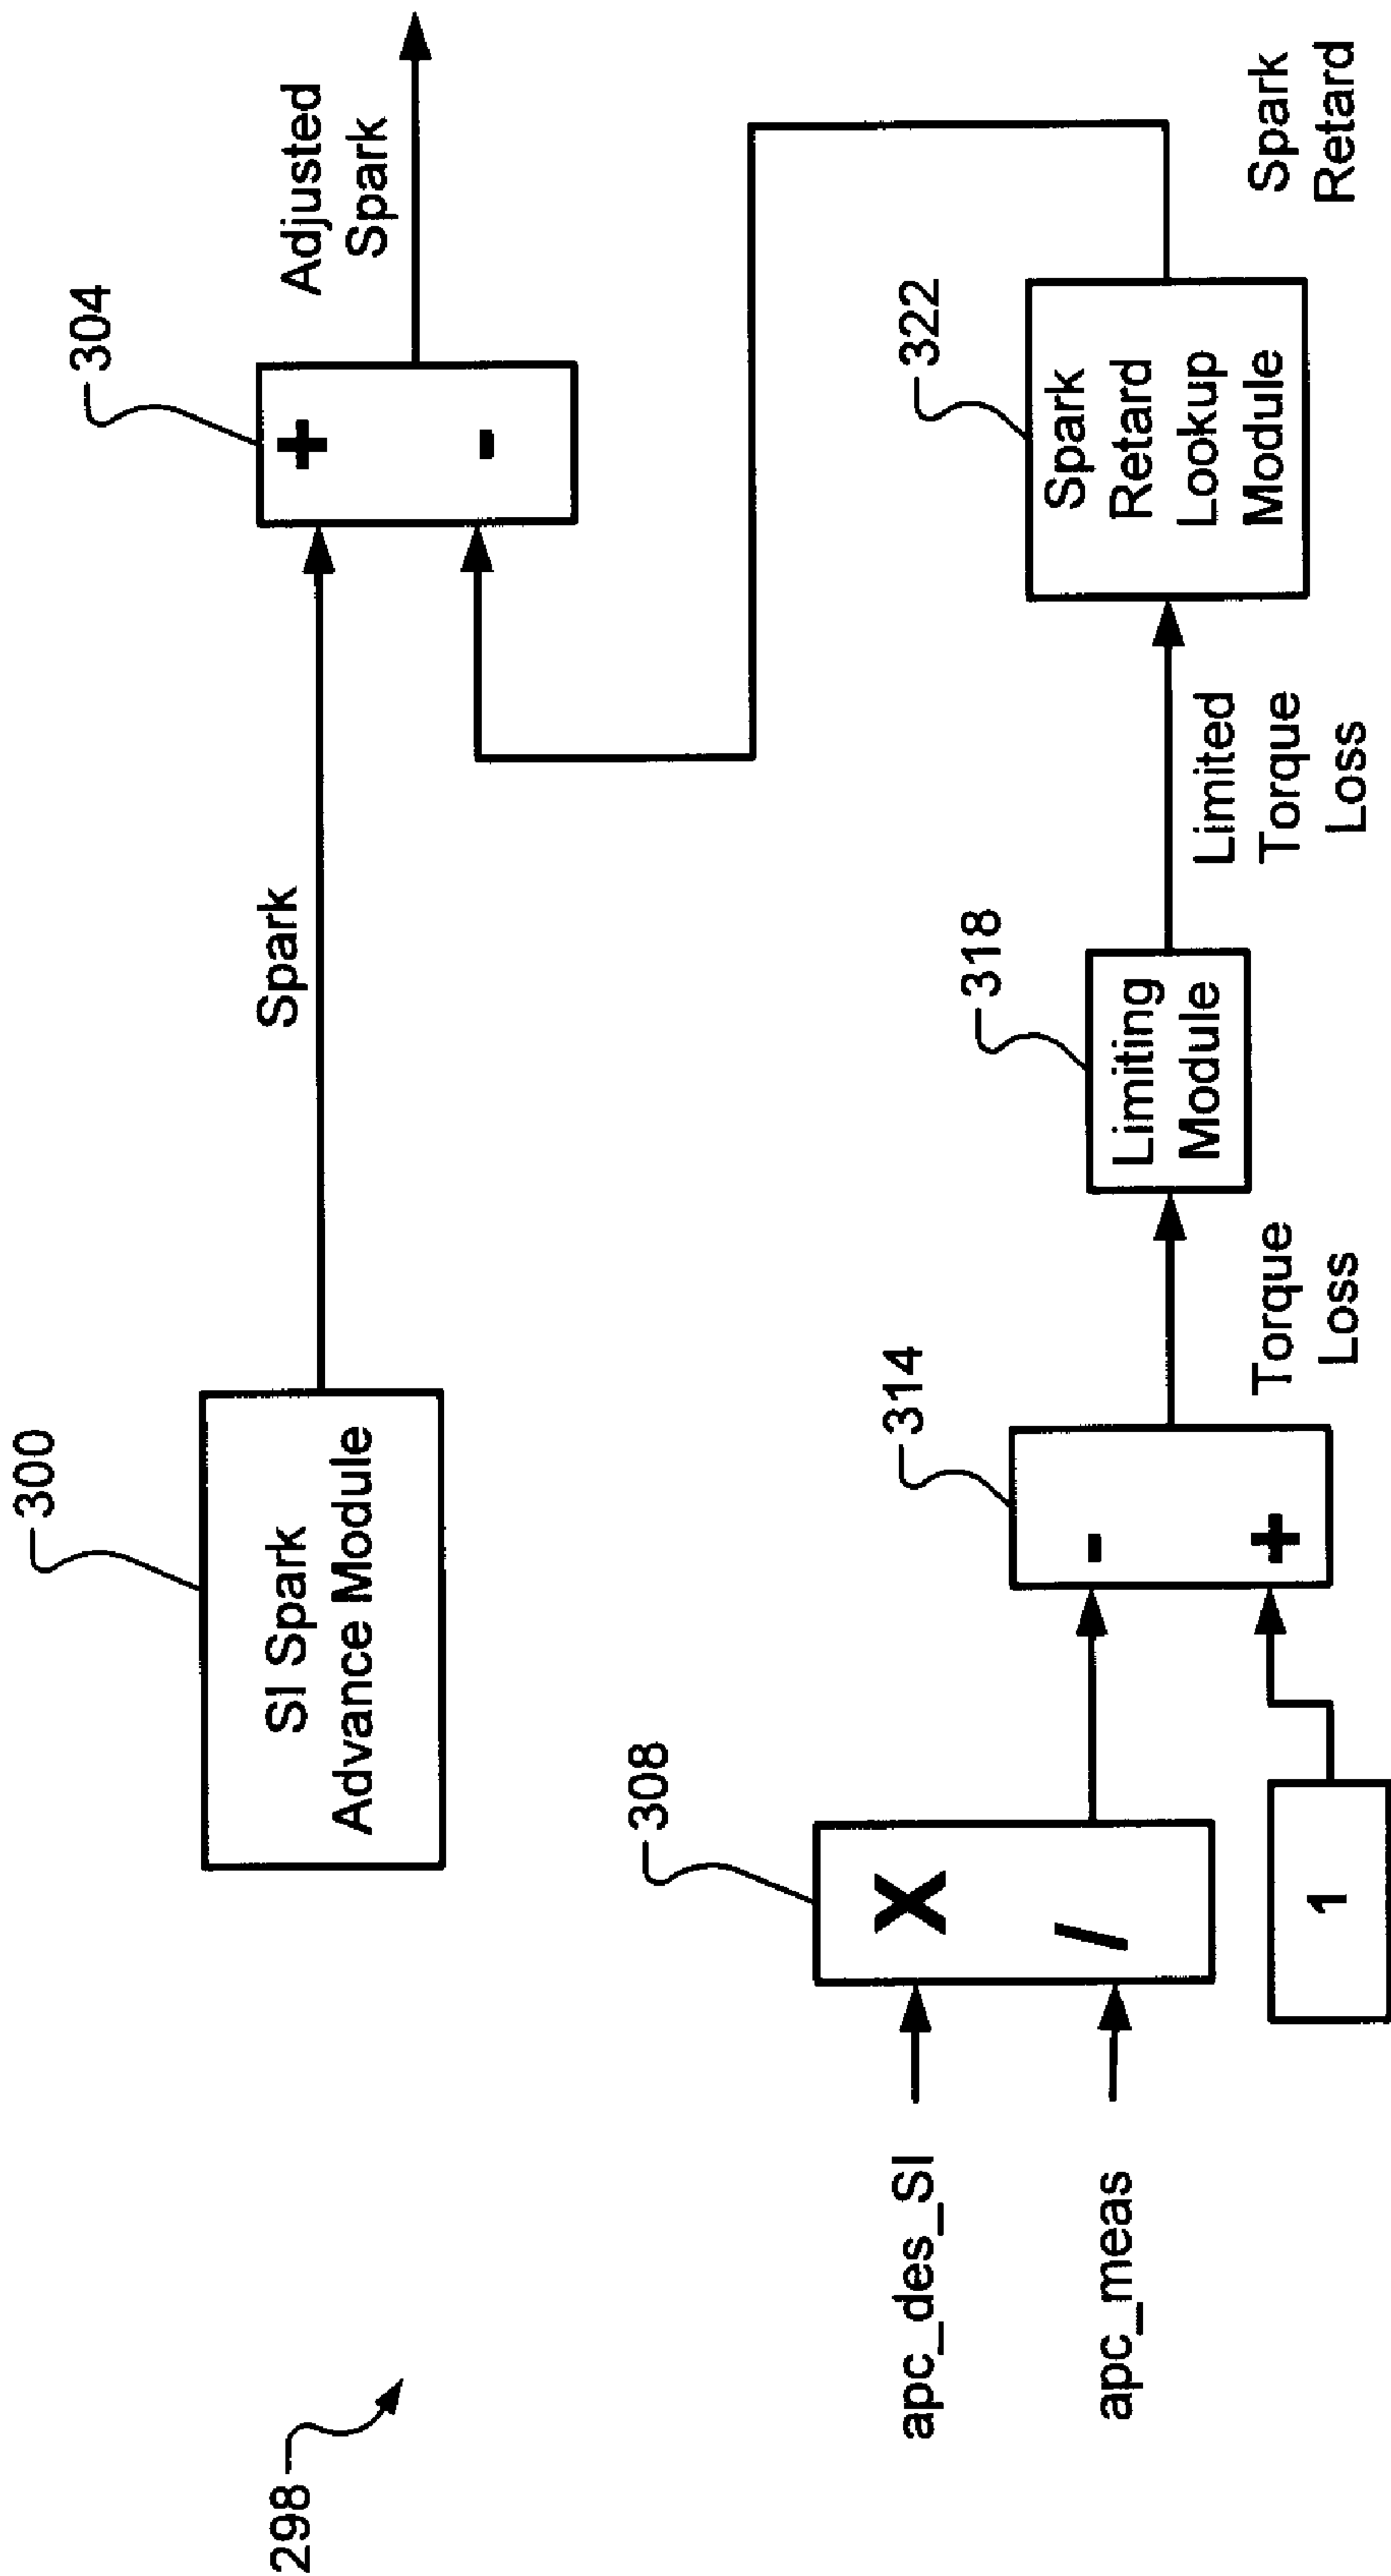 298
300
SI Spark
Advance Module
Spark
304
+
-
Adjusted
Spark
apc_des_SI
apc_meas
308
X
/
1
314
-
+
Torque
Loss
318
Limiting
Module
Limited
Torque
Loss
322
Spark
Retard
Lookup
Module
Spark
Retard